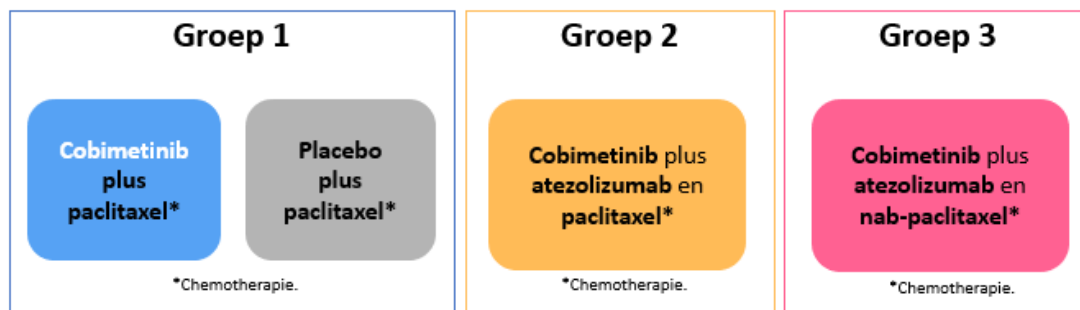 Groep 1
Cobimetinib
plus
paclitaxel*
Placebo
plus
paclitaxel*
*Chemotherapie.
Groep 2
Cobimetinib plus
atezolizumab en
paclitaxel*
*Chemotherapie.
Groep 3
Cobimetinib plus
atezolizumab en
nab-paclitaxel*
*Chemotherapie.